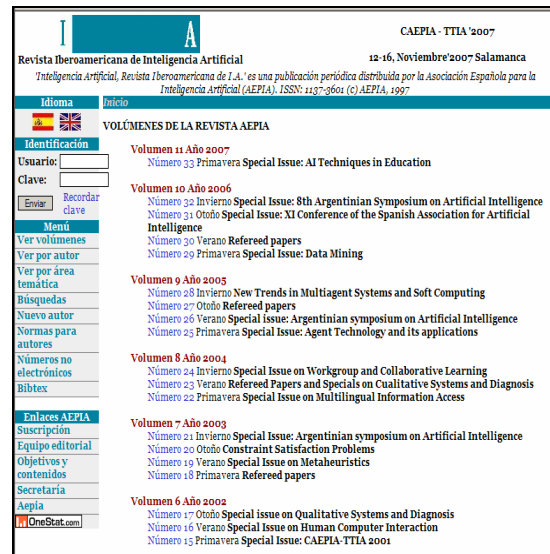 I A
CAEPIA - TTIA '2007
Revista Iberoamericana de Inteligencia Artificial
12-16, Noviembre'2007 Salamanca
'Inteligencia Artificial, Revista Iberoamericana de I.A.' es una publicación periódica distribuida por la Asociación Española para la
Inteligencia Artificial (AEPIA). ISSN: 1137-3601 (c) AEPIA, 1997
Idioma
Inicio
Identificación
Usuario:
Clave:
Enviar
Recordar
clave
Menú
Ver volúmenes
Ver por autor
Ver por área
temática
Búsquedas
Nuevo autor
Normas para
autores
Números no
electrónicos
Bibtex
Enlaces AEPIA
Suscripción
Equipo editorial
Objetivos y
contenidos
Secretaría
Aepia
OneStat.com
VOLÚMENES DE LA REVISTA AEPIA
Volumen 11 Año 2007
Número 33 Primavera Special Issue: AI Techniques in Education
Volumen 10 Año 2006
Número 32 Invierno Special Issue: 8th Argentinian Symposium on Artificial Intelligence
Número 31 Otoño Special Issue: XI Conference of the Spanish Association for Artificial
Intelligence
Número 30 Verano Refereed papers
Número 29 Primavera Special Issue: Data Mining
Volumen 9 Año 2005
Número 28 Invierno New Trends in Multiagent Systems and Soft Computing
Número 27 Otoño Refereed papers
Número 26 Verano Special issue: Argentinian symposium on Artificial Intelligence
Número 25 Primavera Special Issue: Agent Technology and its applications
Volumen 8 Año 2004
Número 24 Invierno Special Issue on Workgroup and Collaborative Learning
Número 23 Verano Refereed Papers and Specials on Cualitative Systems and Diagnosis
Número 22 Primavera Special Issue on Multilingual Information Access
Volumen 7 Año 2003
Número 21 Invierno Special Issue: Argentinian symposium on Artificial Intelligence
Número 20 Otoño Constraint Satisfaction Problems
Número 19 Verano Special Issue on Metaheuristics
Número 18 Primavera Refereed papers
Volumen 6 Año 2002
Número 17 Otoño Special issue on Qualitative Systems and Diagnosis
Número 16 Verano Special Issue on Human Computer Interaction
Número 15 Primavera Special Issue: CAEPIA-TTIA 2001